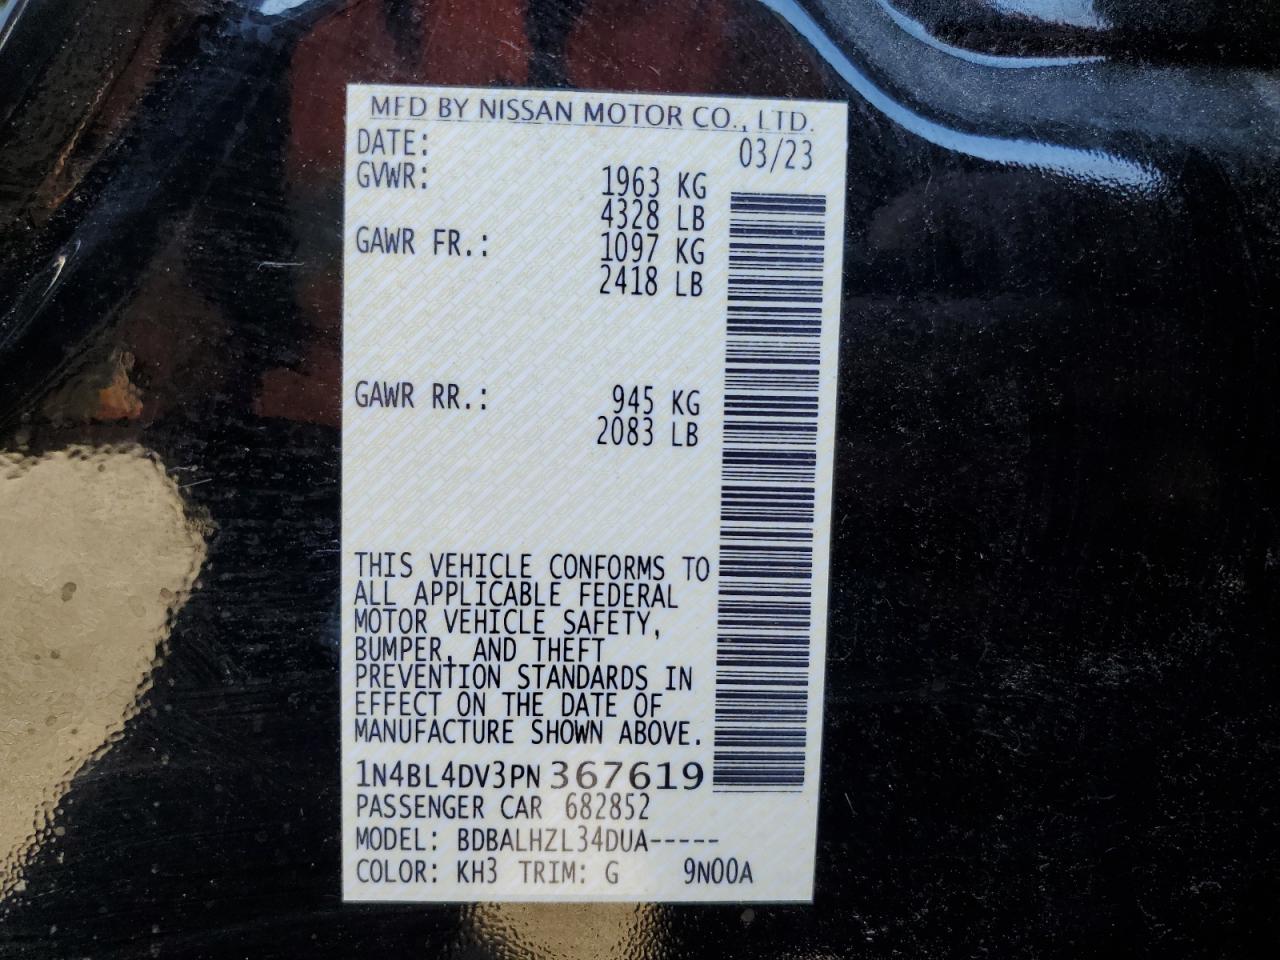 MFD BY NISSAN MOTOR CO., LTD.
DATE: 03/23
GVWR: 1963 KG
4328 LB
GAWR FR.: 1097 KG
2418 LB
GAWR RR.: 945 KG
2083 LB
THIS VEHICLE CONFORMS TO
ALL APPLICABLE FEDERAL
MOTOR VEHICLE SAFETY,
BUMPER, AND THEFT
PREVENTION STANDARDS IN
EFFECT ON THE DATE OF
MANUFACTURE SHOWN ABOVE.
1N4BL4DV3PN367619
PASSENGER CAR 682852
MODEL: BDBALHZL34DUA-----
COLOR: KH3 TRIM: G 9N00A